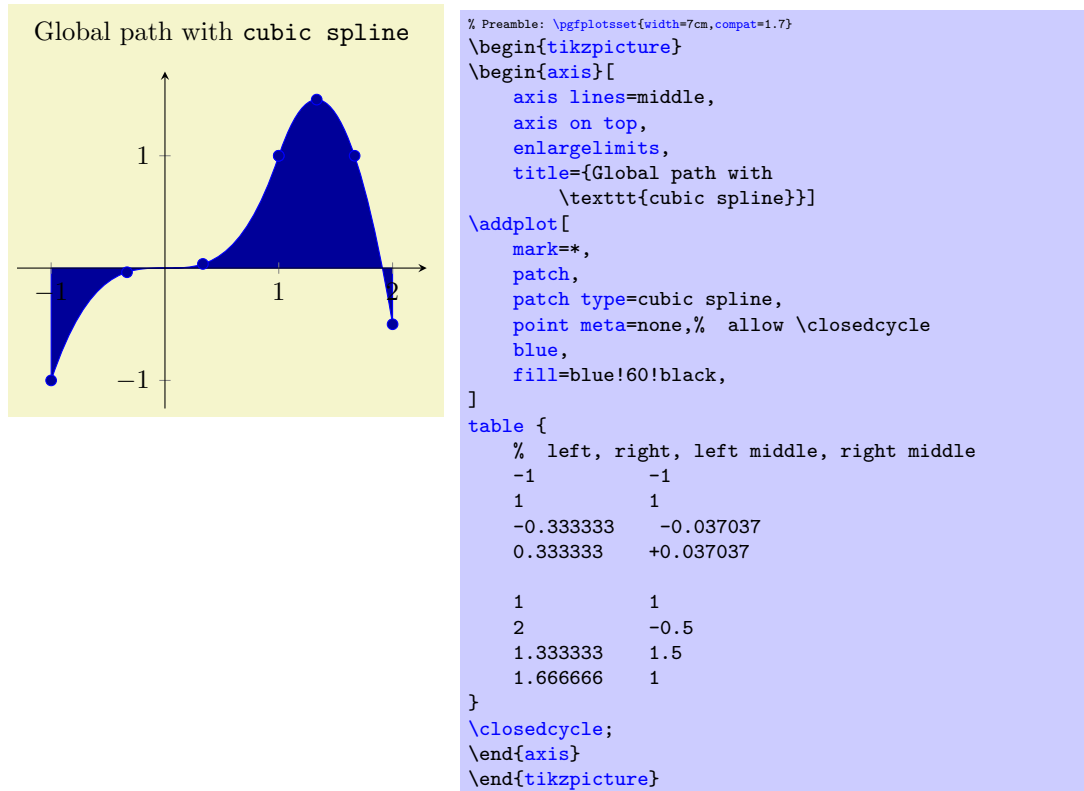 Global path with cubic spline
1
−1
1
2
−1
% Preamble: \pgfplotsset{width=7cm,compat=1.7}
\begin{tikzpicture}
\begin{axis}[
    axis lines=middle,
    axis on top,
    enlargelimits,
    title={Global path with
        \texttt{cubic spline}}]
\addplot[
    mark=*,
    patch,
    patch type=cubic spline,
    point meta=none,%  allow \closedcycle
    blue,
    fill=blue!60!black,
]
table {
    %  left, right, left middle, right middle
    -1          -1
    1           1
    -0.333333    -0.037037
    0.333333    +0.037037

    1           1
    2           -0.5
    1.333333    1.5
    1.666666    1
}
\closedcycle;
\end{axis}
\end{tikzpicture}